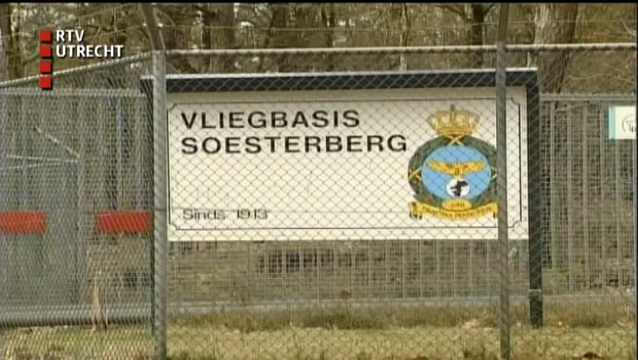 RTV
UTRECHT
VLIEGBASIS
SOESTERBERG
Sinds 1913